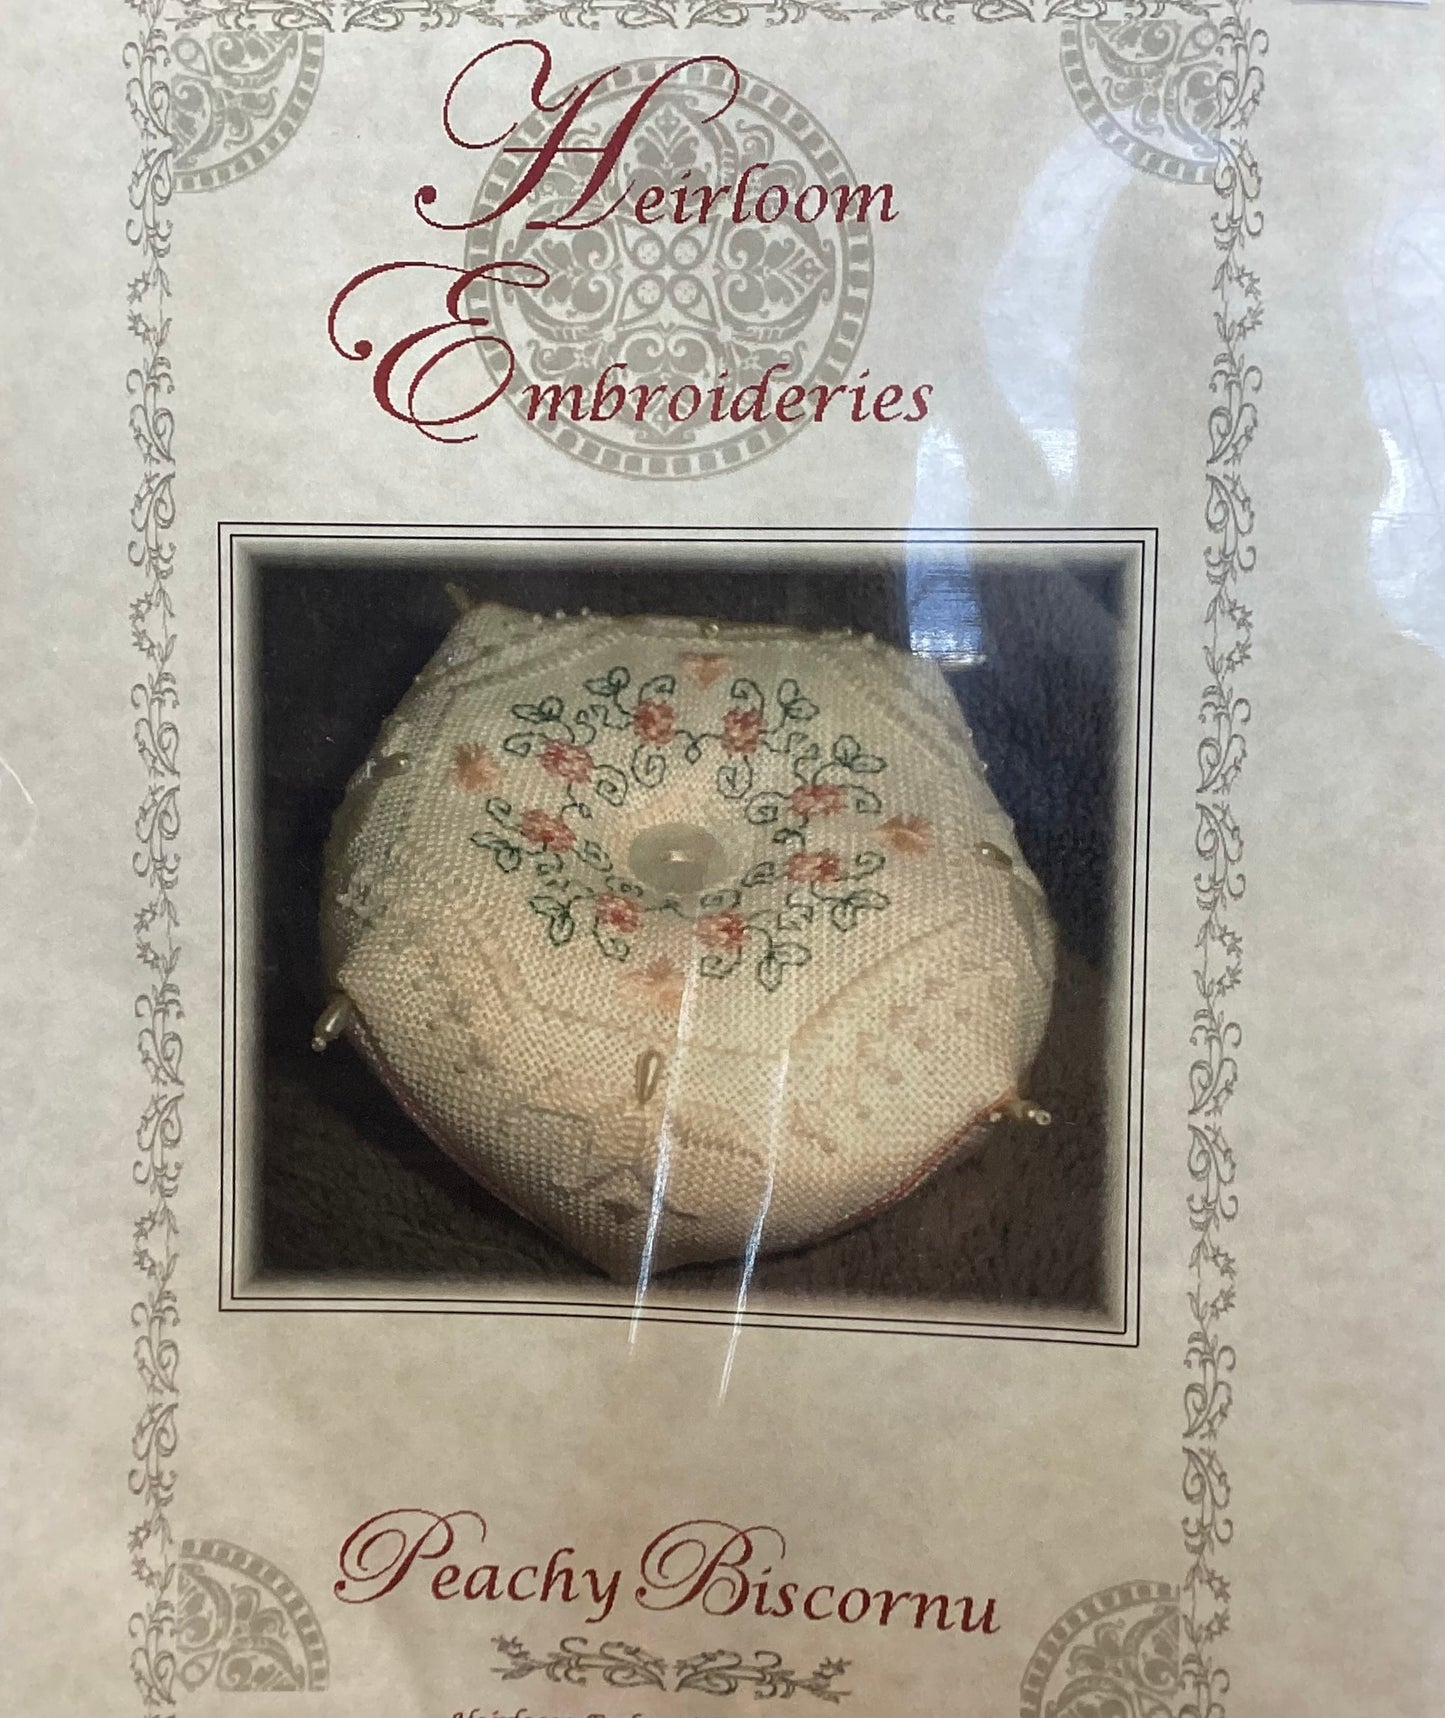 Heirloom
Embroideries
Peachy Biscornu